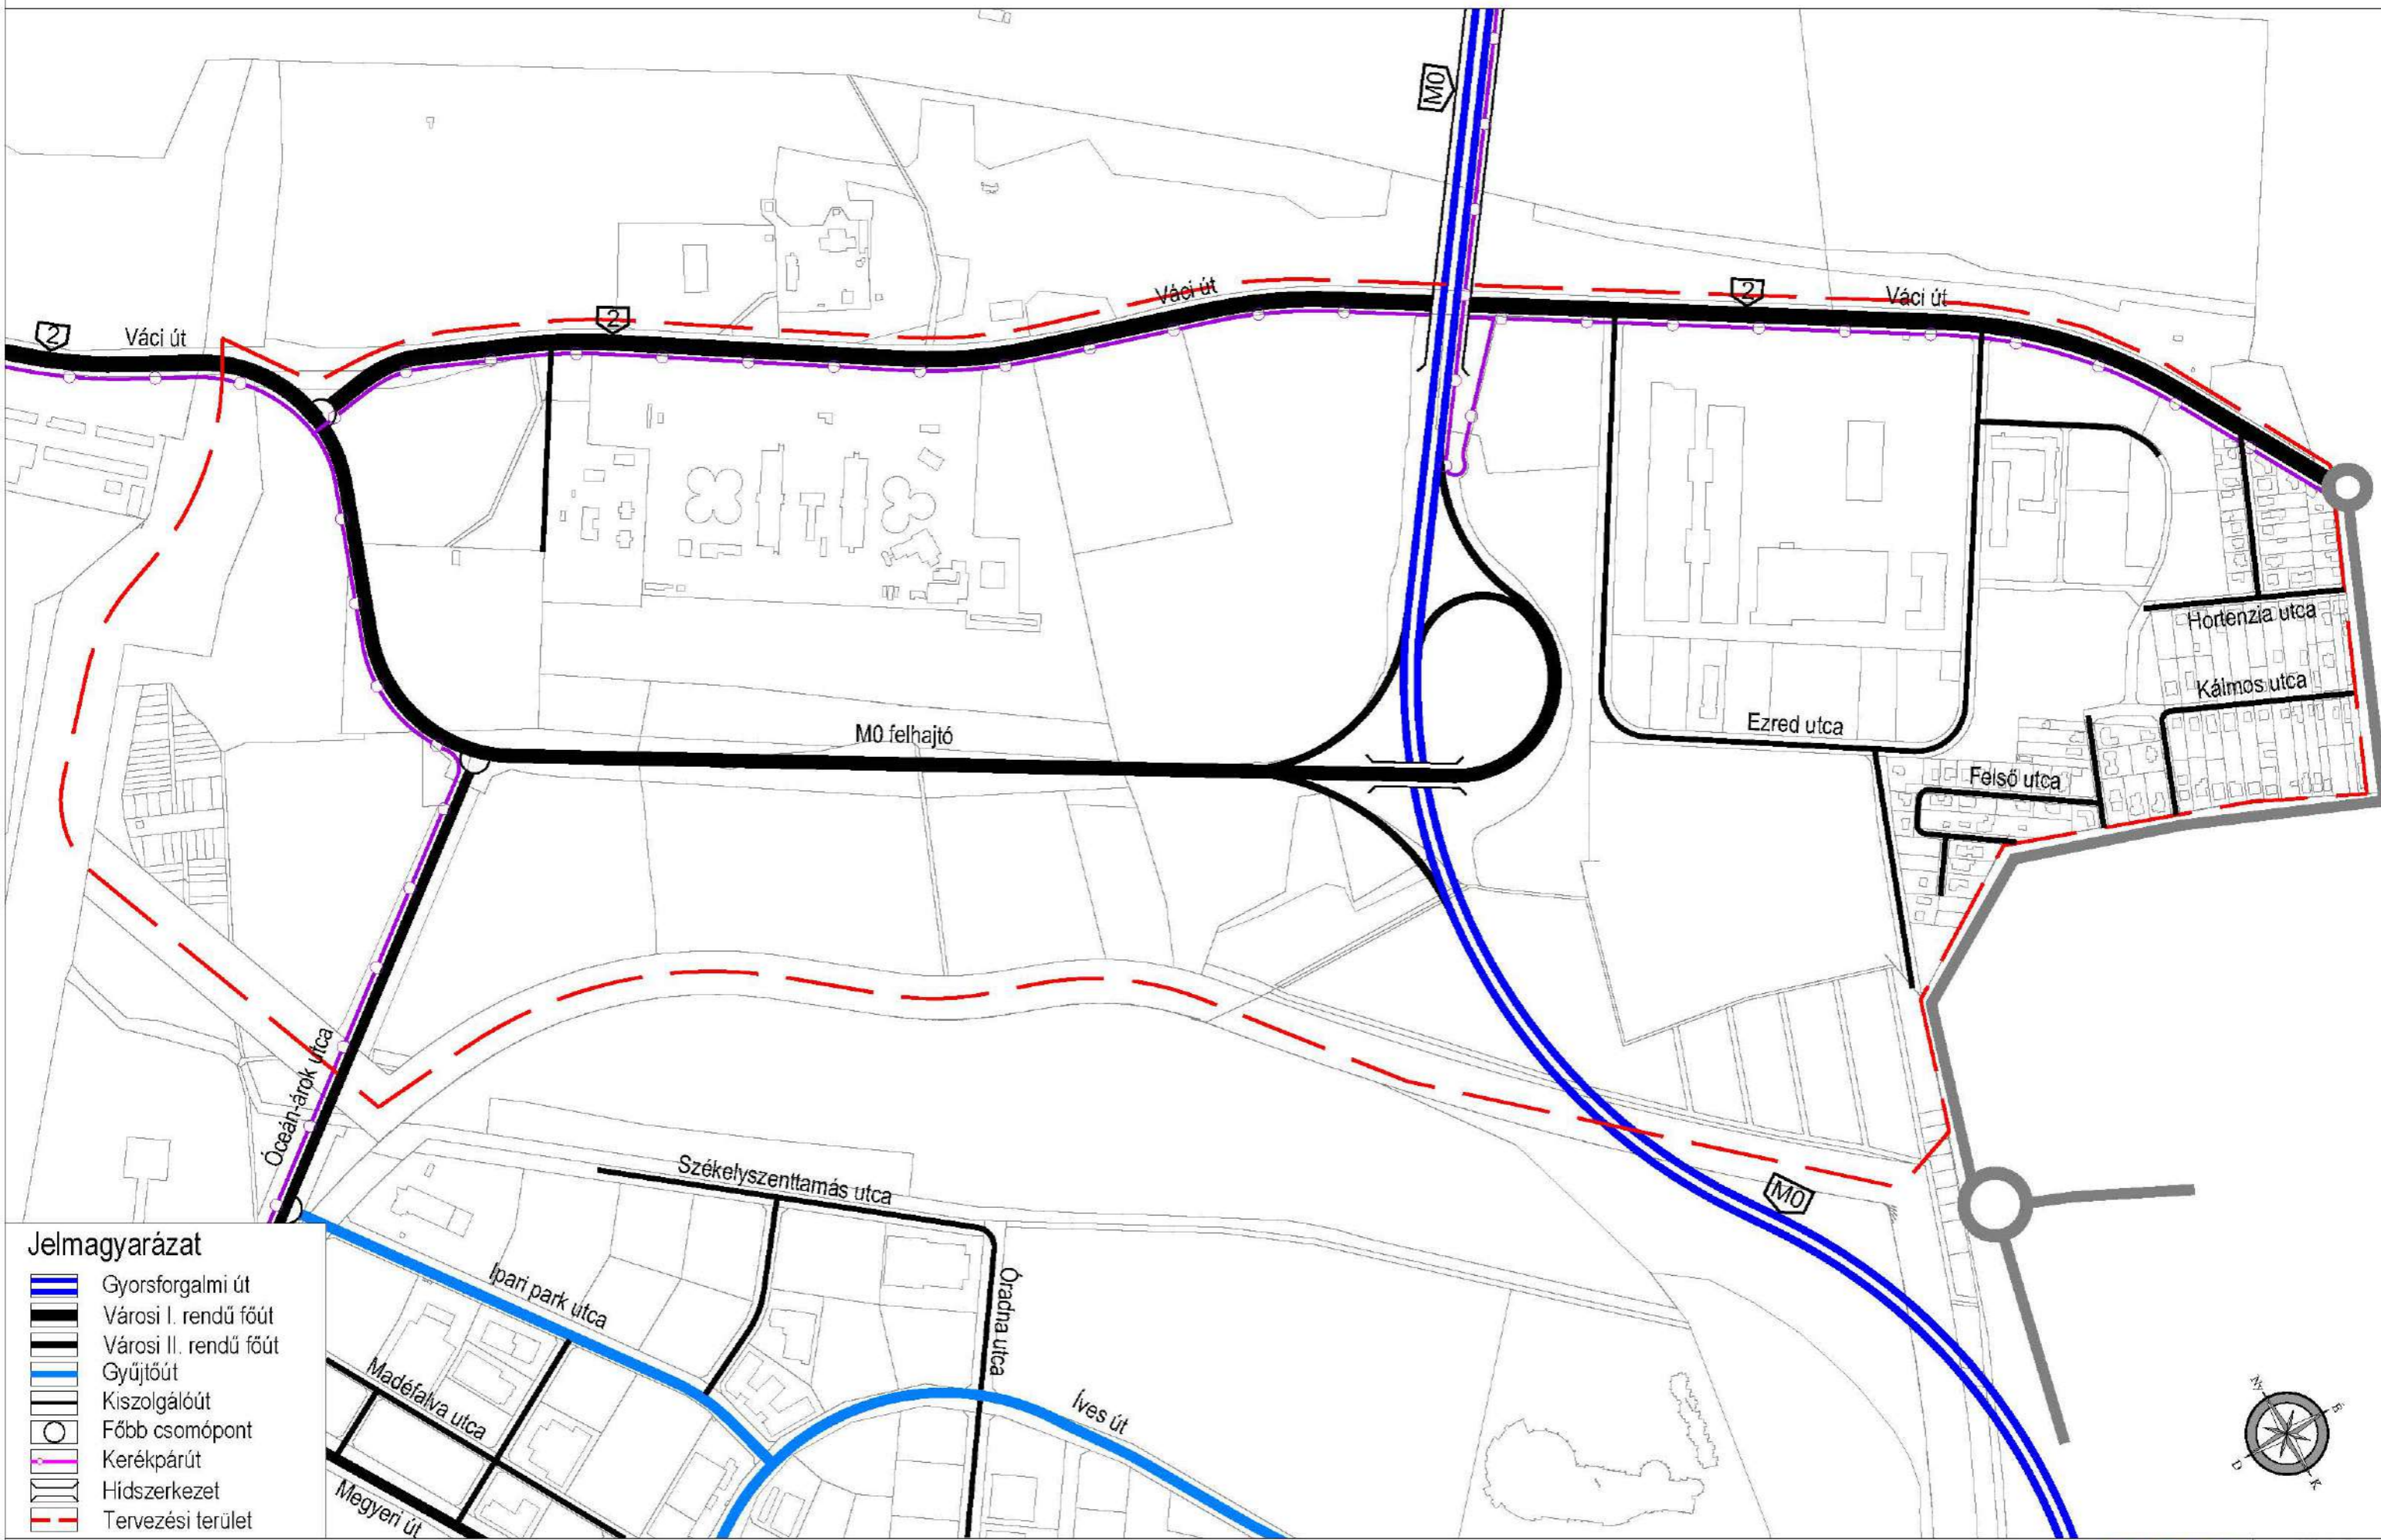 M0
2
Váci út
2
Váci út
2
Váci út
Hortenzia utca
Kálmos utca
M0 felhajtó
Ezred utca
Felső utca
Óceán-árok utca
Székelyszenttamás utca
M0
Ipari park utca
Óradna utca
Madéfalva utca
Íves út
Megyeri út
Jelmagyarázat
Gyorsforgalmi út
Városi I. rendű főút
Városi II. rendű főút
Gyűjtőút
Kiszolgálóút
Főbb csomópont
Kerékpárút
Hídszerkezet
Tervezési terület
Ny
É
D
K